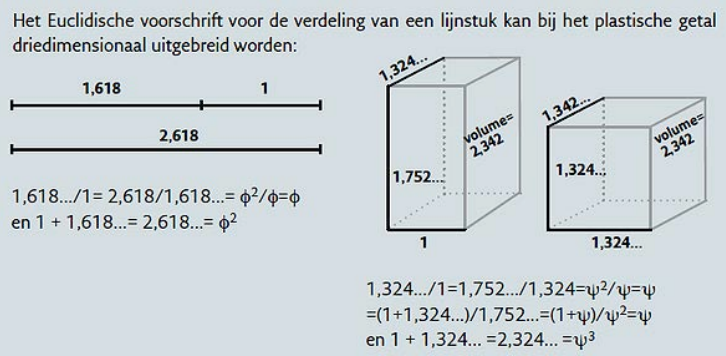 Het Euclidische voorschrift voor de verdeling van een lijnstuk kan bij het plastische getal
driedimensionaal uitgebreid worden:
1,618
1
2,618
1,618.../1= 2,618/1,618...= ϕ²/ϕ=ϕ
en 1 + 1,618...= 2,618...= ϕ²
1,324...
volume=
2,342
1,752...
1
1,342...
volume=
2,342
1,324...
1,324...
1,324.../1=1,752.../1,324=ψ²/ψ=ψ
=(1+1,324...)/1,752...=(1+ψ)/ψ²=ψ
en 1 + 1,324... =2,324... =ψ³